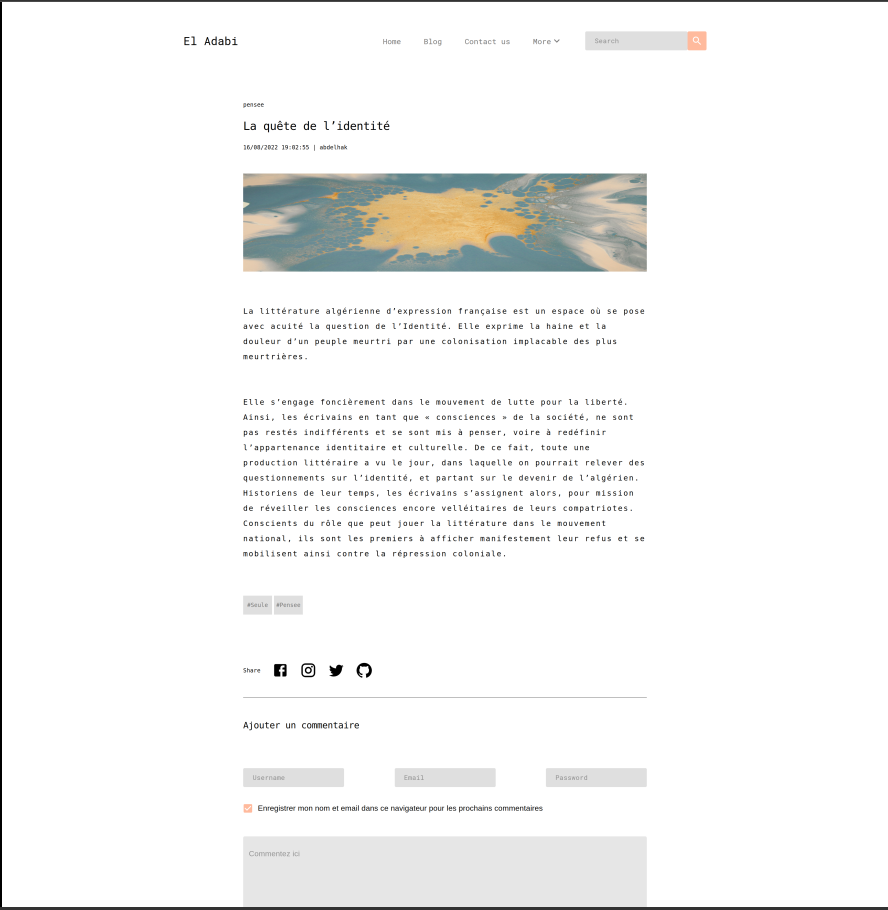 El Adabi
Home Blog Contact us More Search
pensee
La quête de l’identité
16/08/2022 19:02:55 | abdelhak
La littérature algérienne d’expression française est un espace où se pose
avec acuité la question de l’Identité. Elle exprime la haine et la
douleur d’un peuple meurtri par une colonisation implacable des plus
meurtrières.
Elle s’engage foncièrement dans le mouvement de lutte pour la liberté.
Ainsi, les écrivains en tant que « consciences » de la société, ne sont
pas restés indifférents et se sont mis à penser, voire à redéfinir
l’appartenance identitaire et culturelle. De ce fait, toute une
production littéraire a vu le jour, dans laquelle on pourrait relever des
questionnements sur l’identité, et partant sur le devenir de l’algérien.
Historiens de leur temps, les écrivains s’assignent alors, pour mission
de réveiller les consciences encore velléitaires de leurs compatriotes.
Conscients du rôle que peut jouer la littérature dans le mouvement
national, ils sont les premiers à afficher manifestement leur refus et se
mobilisent ainsi contre la répression coloniale.
#Seule #Pensee
Share
Ajouter un commentaire
Username Email Password
Enregistrer mon nom et email dans ce navigateur pour les prochains commentaires
Commentez ici